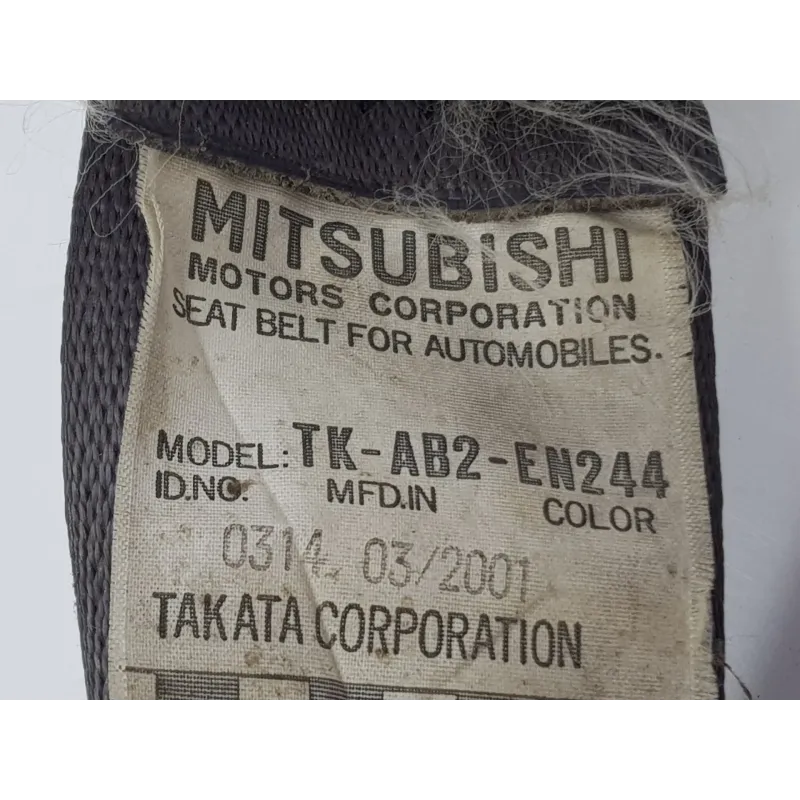 MITSUBISHI
MOTORS CORPORATION
SEAT BELT FOR AUTOMOBILES.
MODEL: TK-AB2-EN244
ID.NO. MFD.IN COLOR
0314. 03/2001
TAKATA CORPORATION